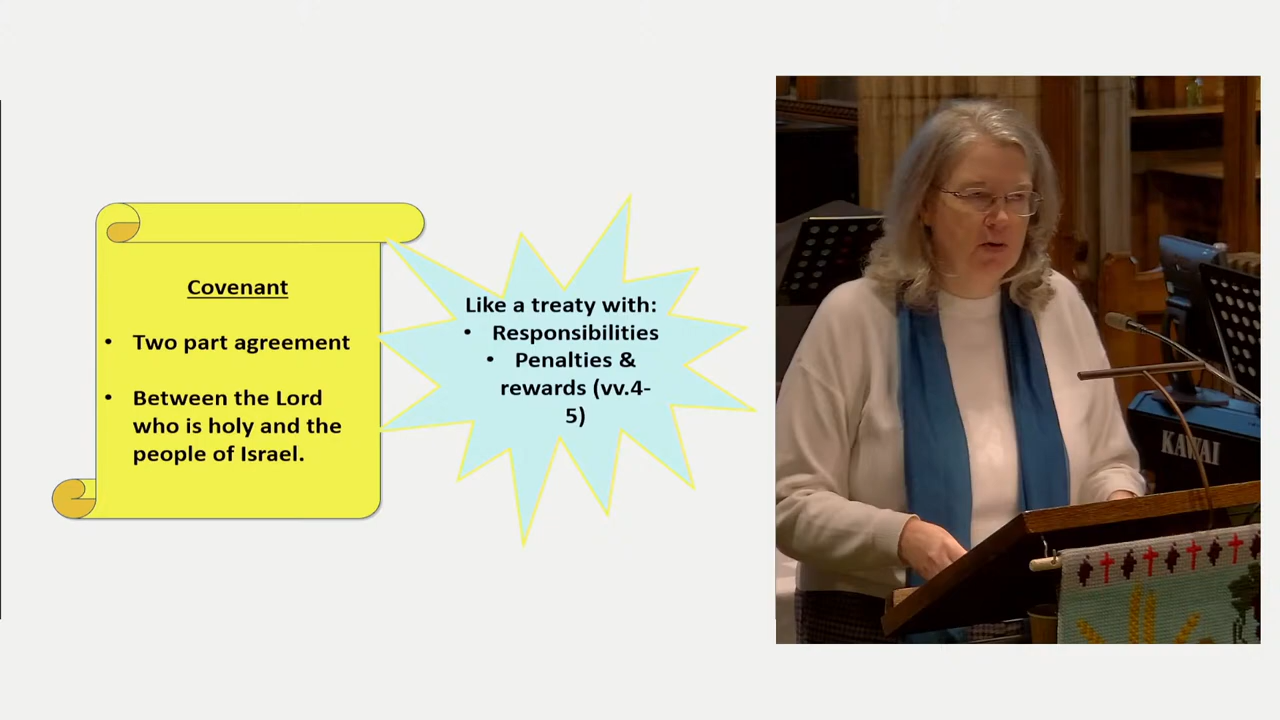 Covenant
• Two part agreement
• Between the Lord
who is holy and the
people of Israel.
Like a treaty with:
• Responsibilities
• Penalties &
rewards (vv.4-
5)
KAWAI